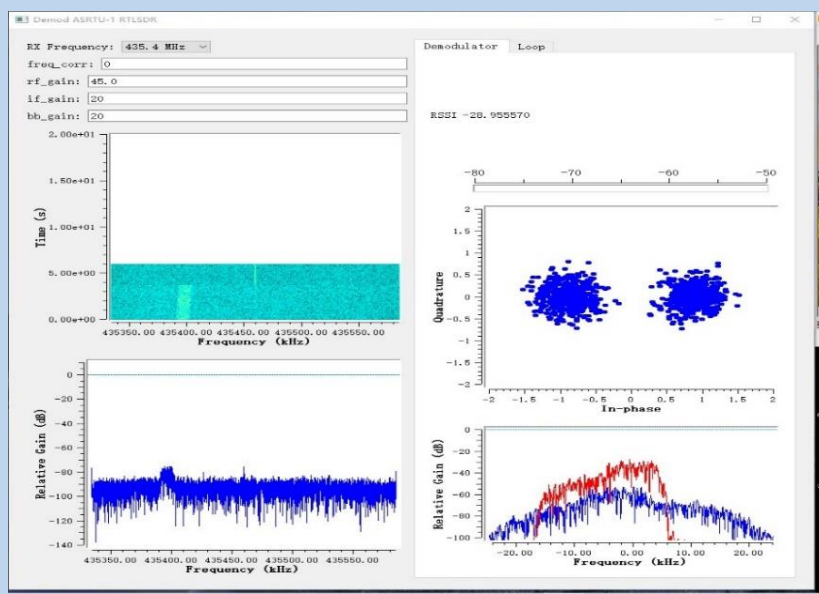 Demod ASRTU-1 RTLSDR
RX Frequency: 435.4 MHz
freq_corr: 0
rf_gain: 45.0
if_gain: 20
bb_gain: 20
2.00e+01
1.50e+01
1.00e+01
5.00e+00
0.00e+00
Time (s)
435350.00 435400.00 435450.00 435500.00 435550.00
Frequency (kHz)
0
-20
-40
-60
-80
-100
-120
-140
Relative Gain (dB)
435350.00 435400.00 435450.00 435500.00 435550.00
Frequency (kHz)
Demodulator Loop
RSSI -28.955570
-80 -70 -60 -50
2
1.5
1
0.5
0
-0.5
-1
-1.5
-2
Quadrature
-2 -1.5 -1 -0.5 0 0.5 1 1.5 2
In-phase
0
-20
-40
-60
-80
-100
Relative Gain (dB)
-20.00 -10.00 0.00 10.00 20.00
Frequency (kHz)